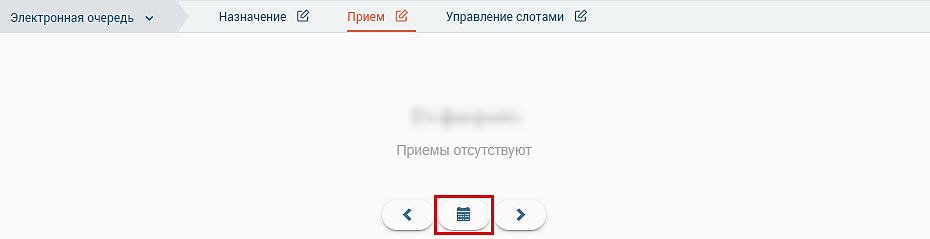 Электронная очередь
Назначение
Прием
Управление слотами
Приемы отсутствуют